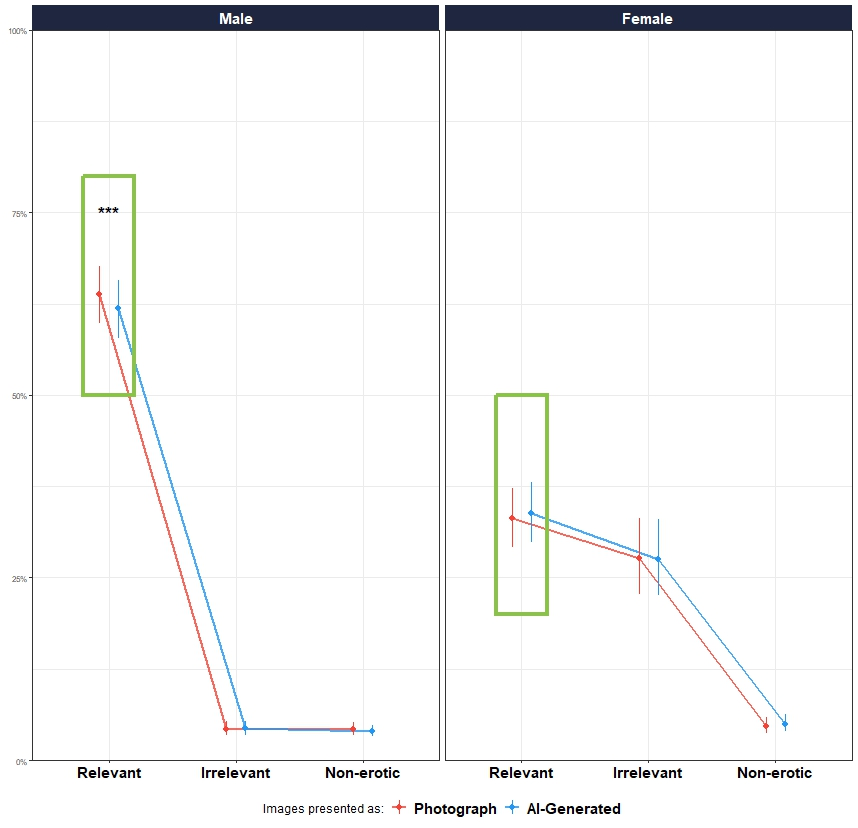 Male Female
100%
75%
***
50%
25%
0%
Relevant Irrelevant Non-erotic Relevant Irrelevant Non-erotic
Images presented as: Photograph AI-Generated